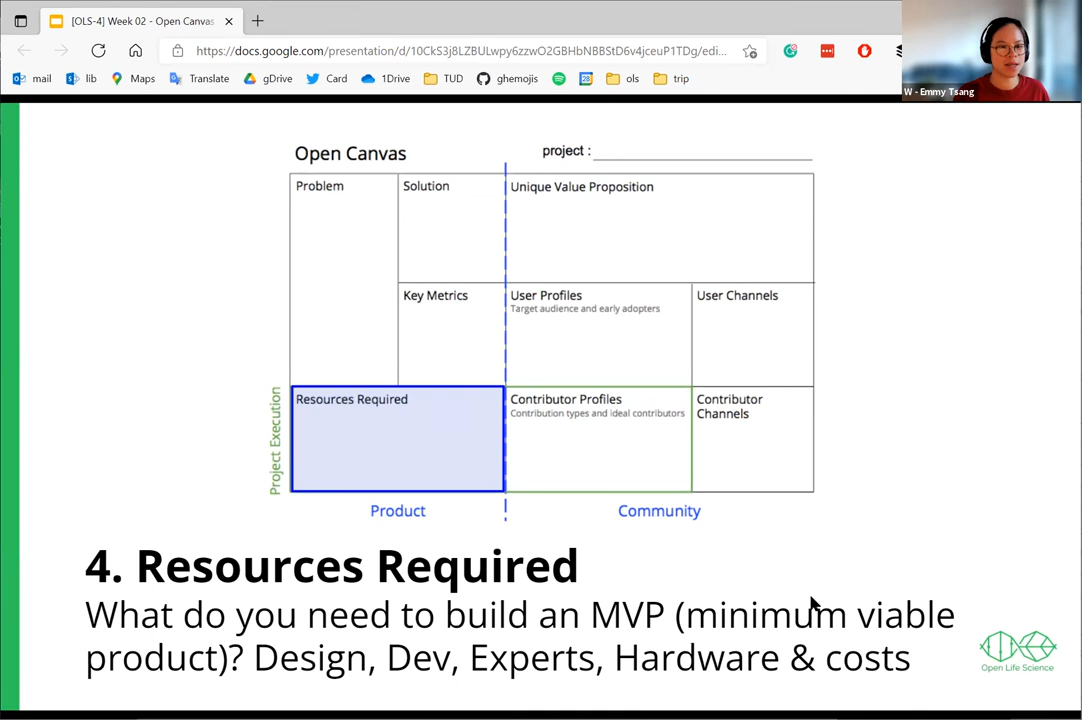 [OLS-4] Week 02 - Open Canvas
https://docs.google.com/presentation/d/10CkS3j8LZBULwpy6zzwO2GBHbNBBStD6v4jceuP1TDg/edi...
mail lib Maps Translate gDrive Card 1Drive TUD ghemojis 28 ols trip
W - Emmy Tsang
Open Canvas project : ____________________
Problem Solution Unique Value Proposition
Key Metrics User Profiles User Channels
Target audience and early adopters
Project Execution
Resources Required Contributor Profiles Contributor
Contribution types and ideal contributors Channels
Product Community
4. Resources Required
What do you need to build an MVP (minimum viable
product)? Design, Dev, Experts, Hardware & costs
Open Life Science